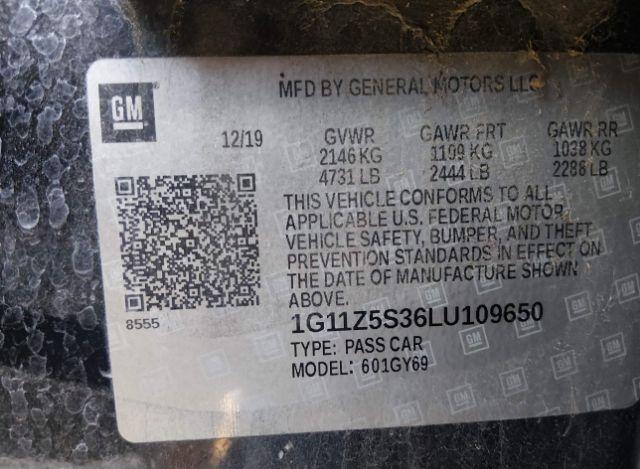 GM
MFD BY GENERAL MOTORS LLC
12/19 GVWR GAWR FRT GAWR RR
2146 KG 1109 KG 1038 KG
4731 LB 2444 LB 2288 LB
THIS VEHICLE CONFORMS TO ALL
APPLICABLE U.S. FEDERAL MOTOR
VEHICLE SAFETY, BUMPER, AND THEFT
PREVENTION STANDARDS IN EFFECT ON
THE DATE OF MANUFACTURE SHOWN
ABOVE.
8555
1G11Z5S36LU109650
TYPE: PASS CAR
MODEL: 601GY69